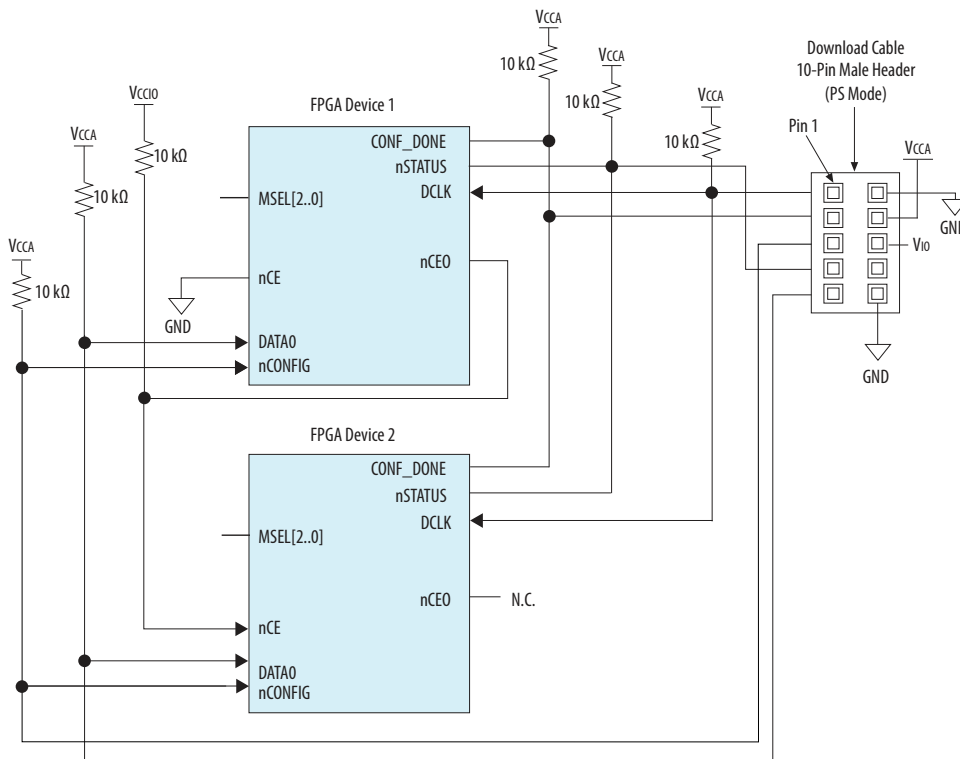 VCCA
10 kΩ
VCCA
10 kΩ
VCCA
10 kΩ
VCCIO
10 kΩ
VCCA
10 kΩ
VCCA
10 kΩ
Download Cable
10-Pin Male Header
(PS Mode)
Pin 1
VCCA
GND
VIO
GND
FPGA Device 1
CONF_DONE
nSTATUS
DCLK
MSEL[2..0]
nCEO
nCE
GND
DATA0
nCONFIG
FPGA Device 2
CONF_DONE
nSTATUS
DCLK
MSEL[2..0]
nCEO
N.C.
nCE
DATA0
nCONFIG